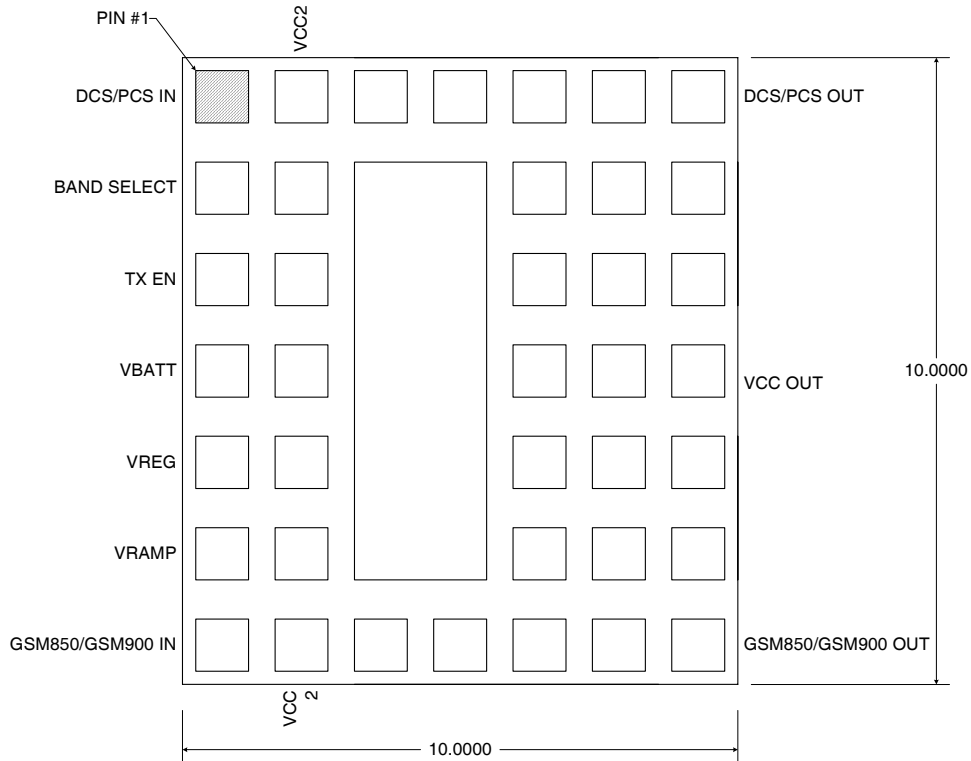 PIN #1
VCC2
DCS/PCS IN
DCS/PCS OUT
BAND SELECT
TX EN
VBATT
VCC OUT
10.0000
VREG
VRAMP
GSM850/GSM900 IN
GSM850/GSM900 OUT
VCC
2
10.0000